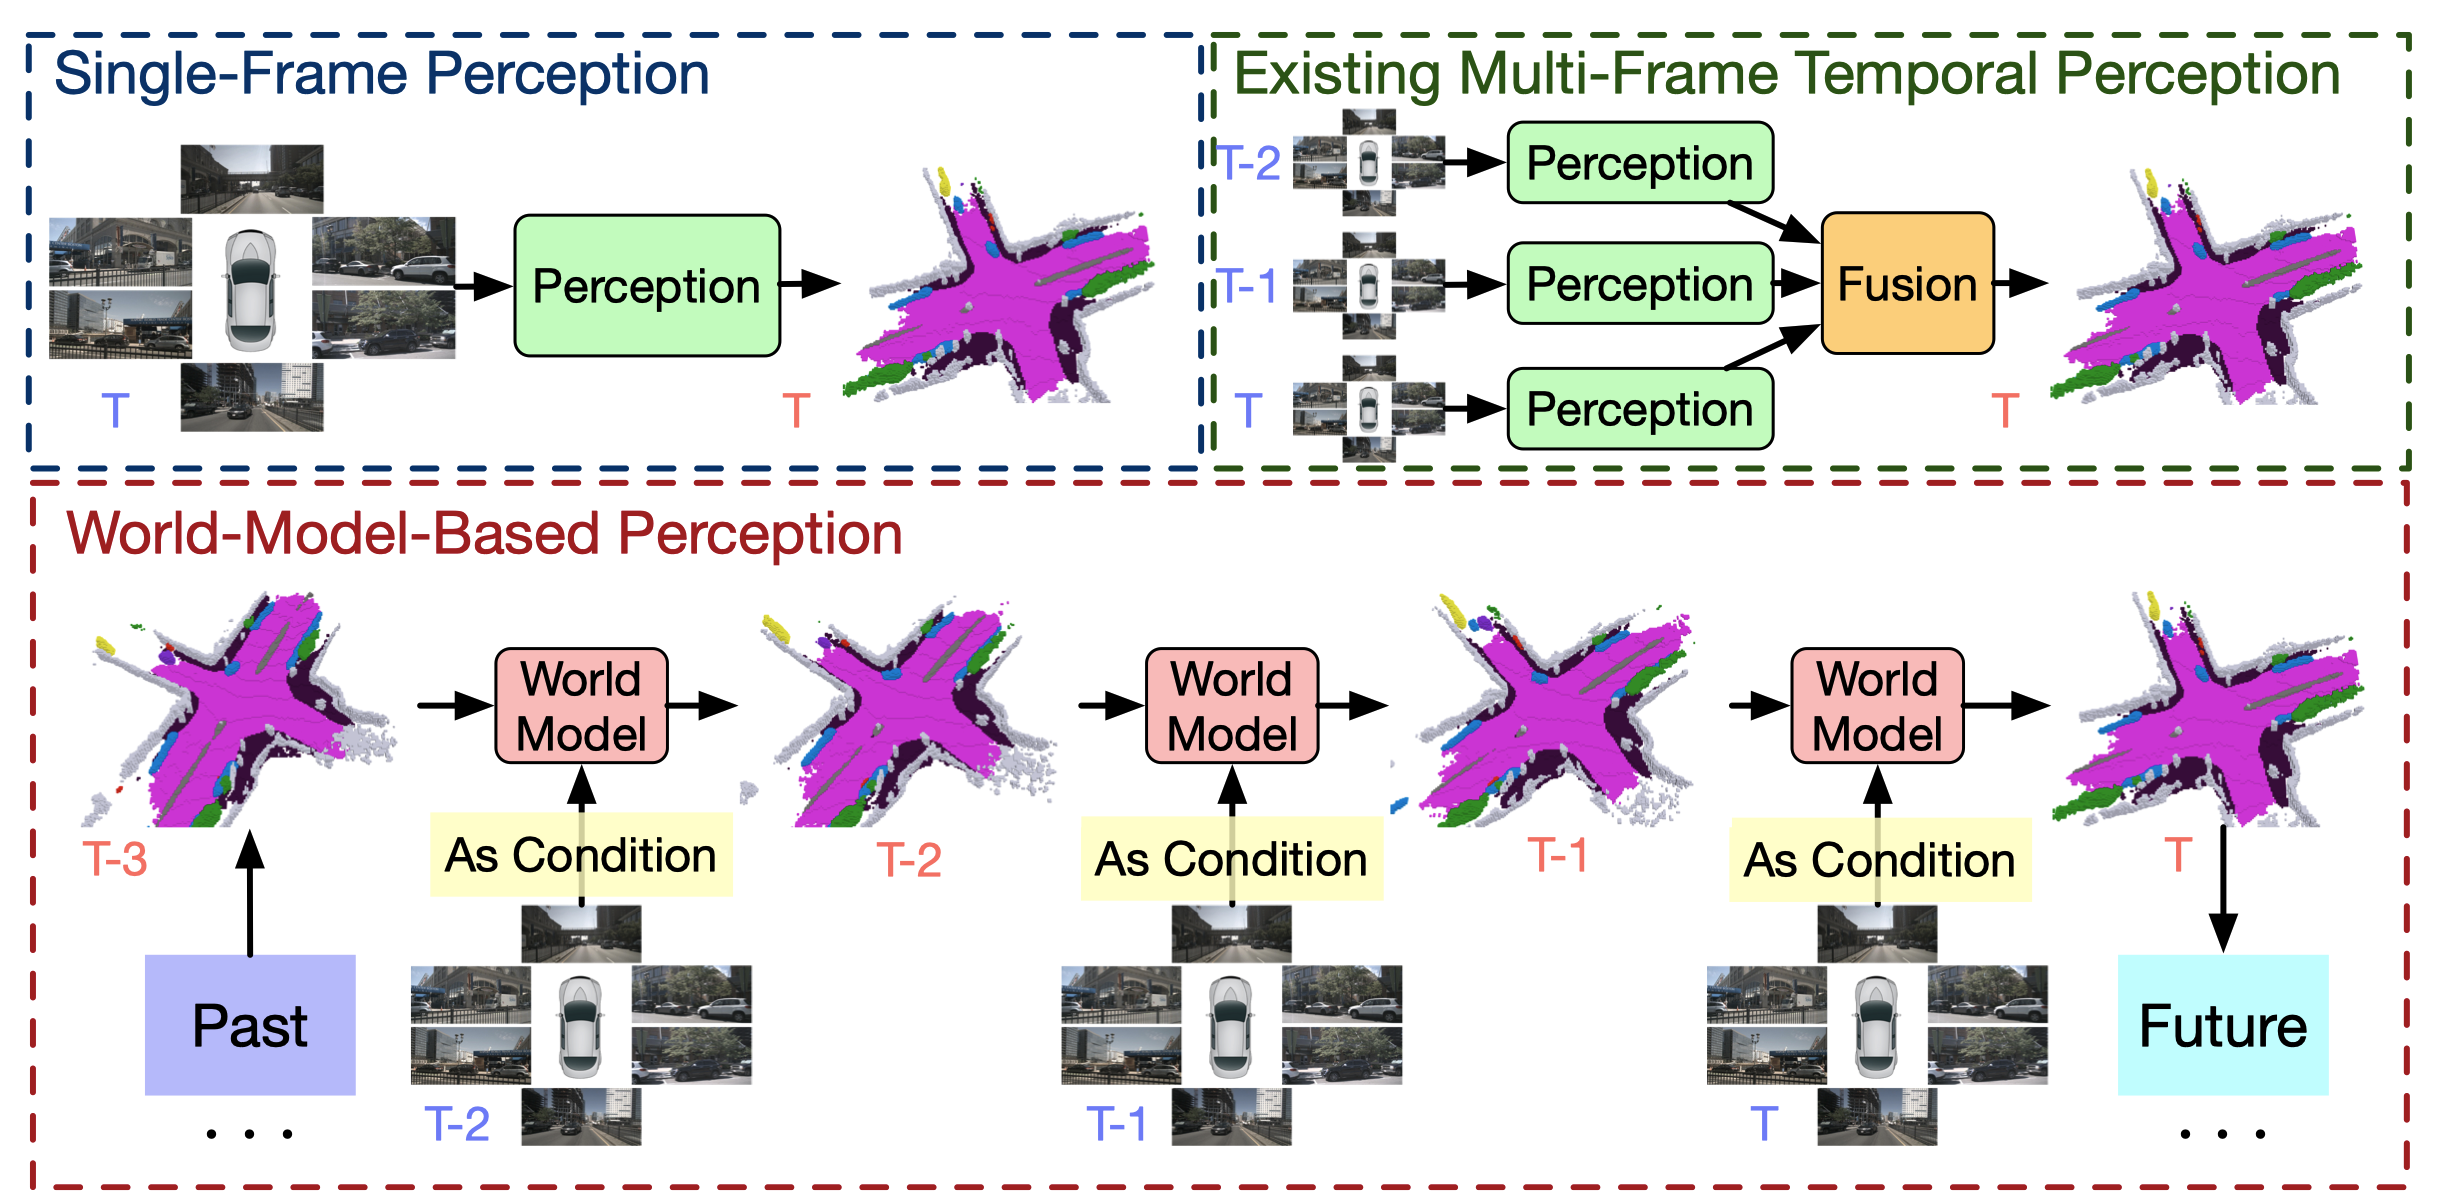 Single-Frame Perception
T
Perception
T
Existing Multi-Frame Temporal Perception
T-2
Perception
T-1
Perception
Fusion
T
Perception
T
World-Model-Based Perception
World
Model
World
Model
World
Model
As Condition
As Condition
As Condition
T-3
T-2
T-1
T
Past
Future
T-2
T-1
T
. . .
. . .